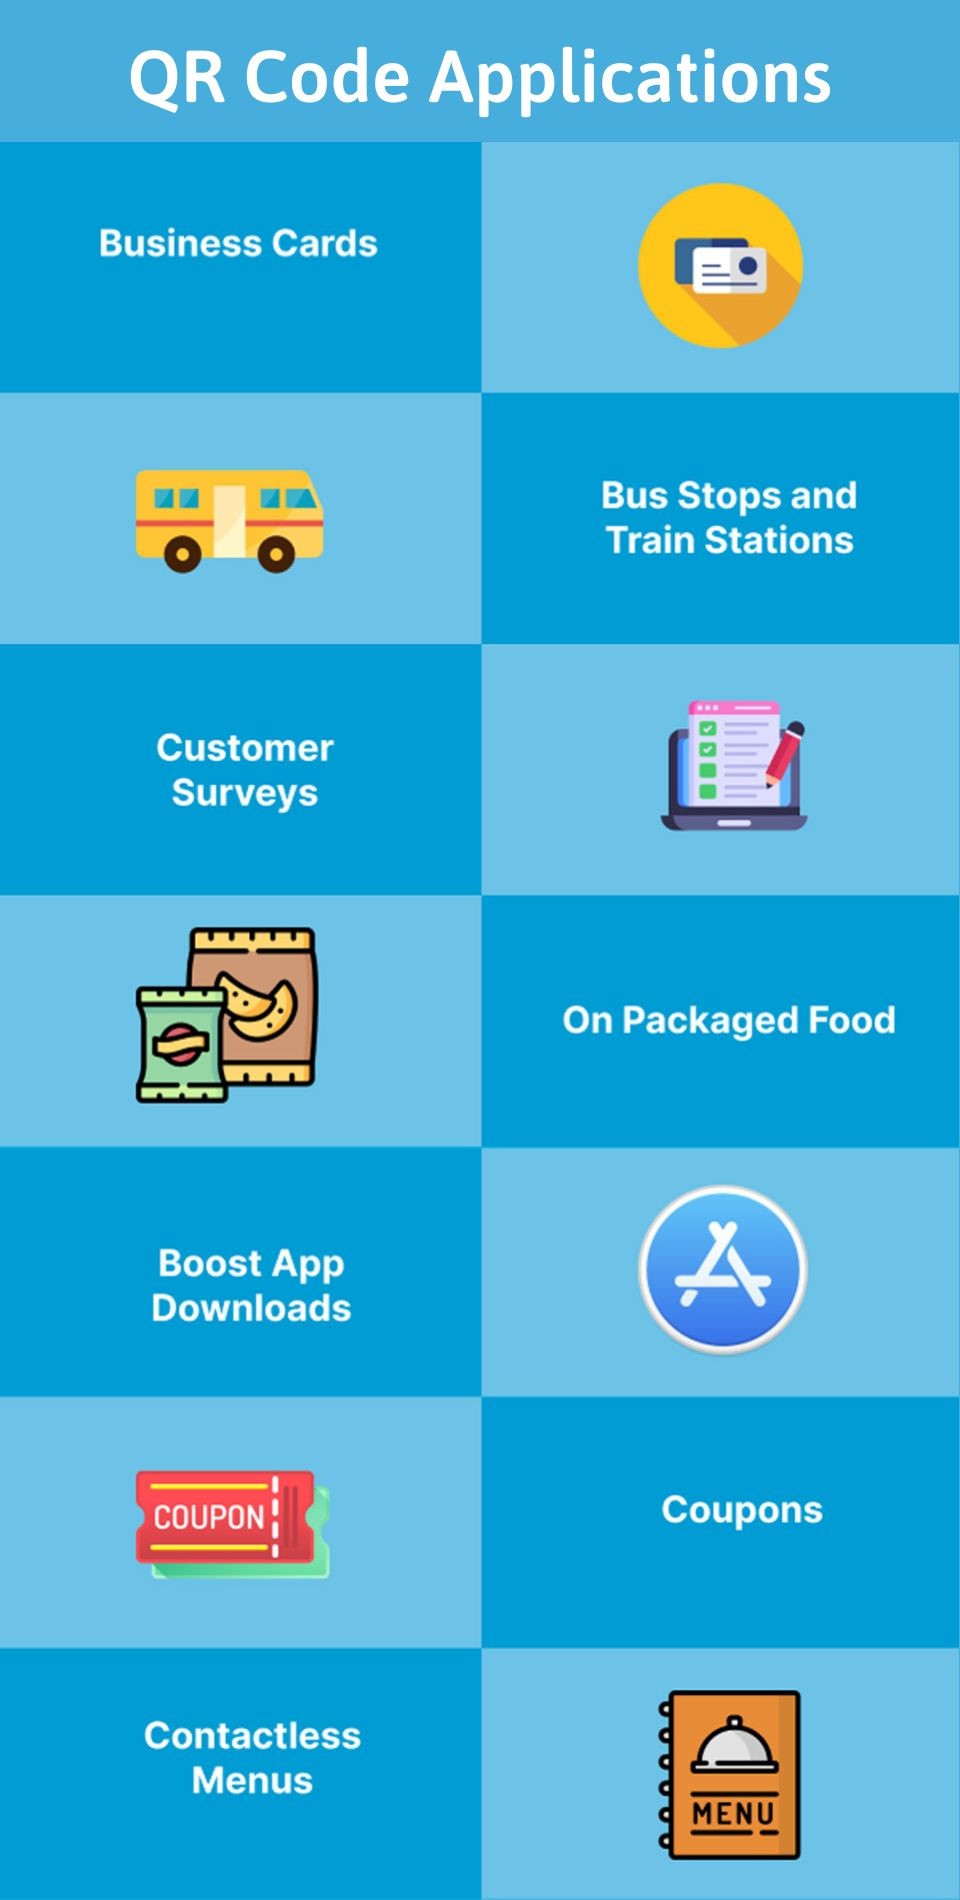 QR Code Applications
Business Cards
Bus Stops and
Train Stations
Customer
Surveys
On Packaged Food
Boost App
Downloads
COUPON
Coupons
Contactless
Menus
MENU